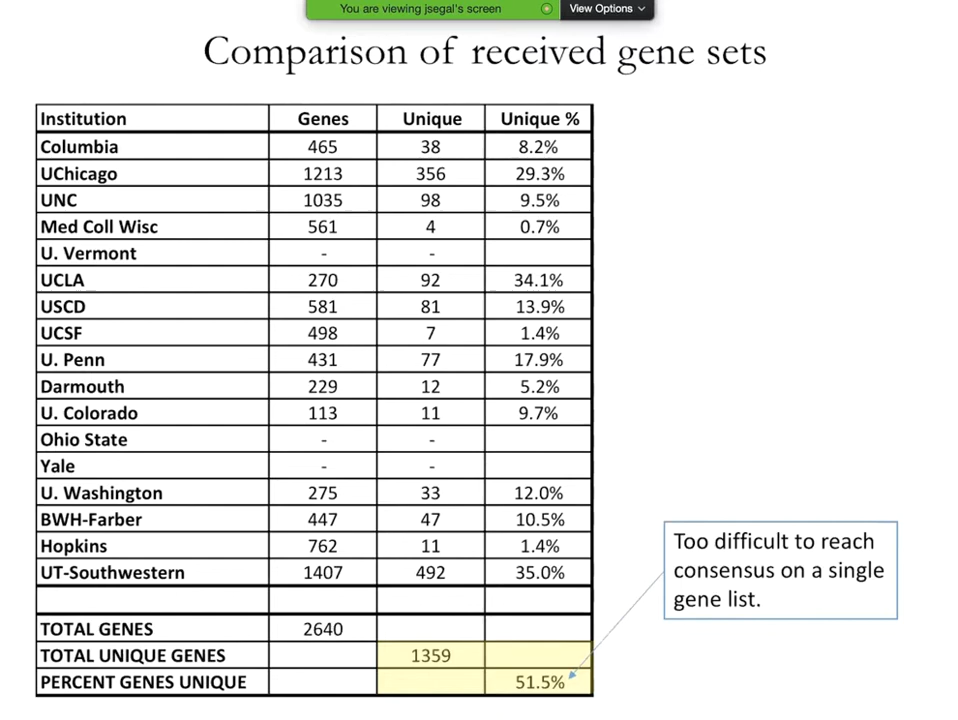 You are viewing jsegal's screen View Options
Comparison of received gene sets
Institution Genes Unique Unique %
Columbia 465 38 8.2%
UChicago 1213 356 29.3%
UNC 1035 98 9.5%
Med Coll Wisc 561 4 0.7%
U. Vermont - -
UCLA 270 92 34.1%
USCD 581 81 13.9%
UCSF 498 7 1.4%
U. Penn 431 77 17.9%
Darmouth 229 12 5.2%
U. Colorado 113 11 9.7%
Ohio State - -
Yale - -
U. Washington 275 33 12.0%
BWH-Farber 447 47 10.5%
Hopkins 762 11 1.4%
UT-Southwestern 1407 492 35.0%
TOTAL GENES 2640
TOTAL UNIQUE GENES 1359
PERCENT GENES UNIQUE 51.5%
Too difficult to reach
consensus on a single
gene list.